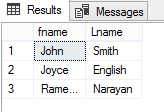 Results Messages
fname Lname
1 John Smith
2 Joyce English
3 Rame... Narayan